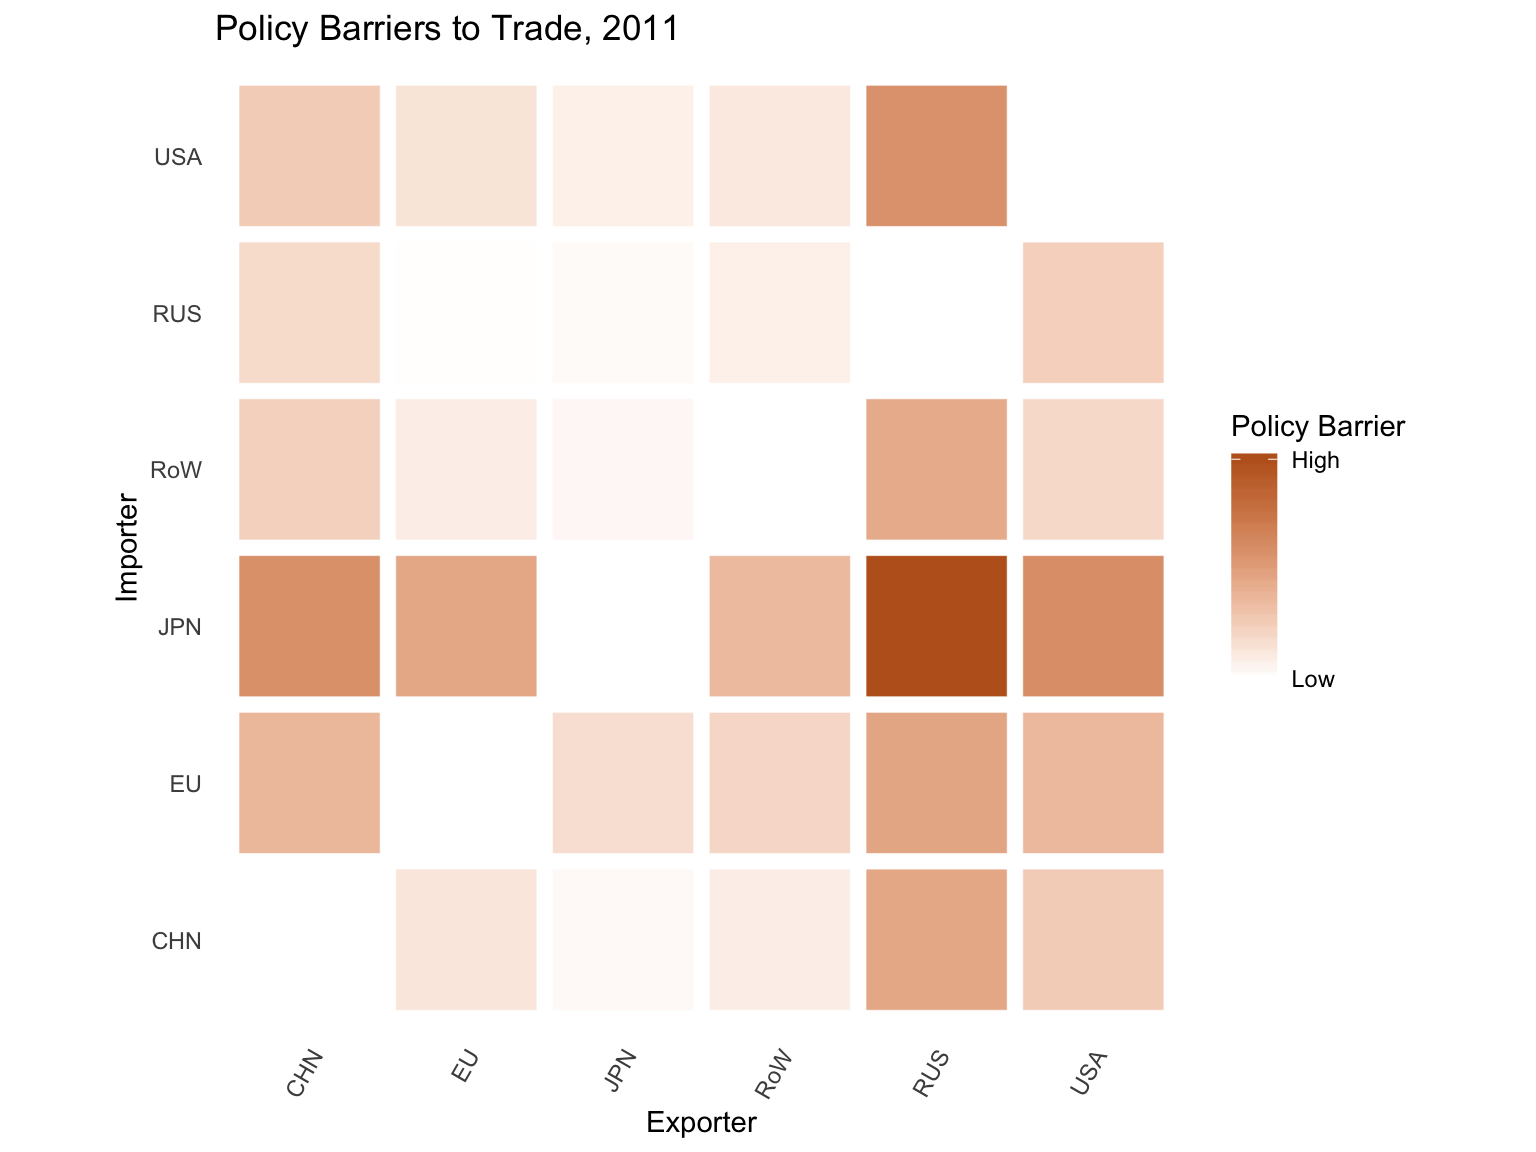 Policy Barriers to Trade, 2011
USA
RUS
RoW
JPN
EU
CHN
Importer
CHN
EU
JPN
RoW
RUS
USA
Exporter
Policy Barrier
High
Low